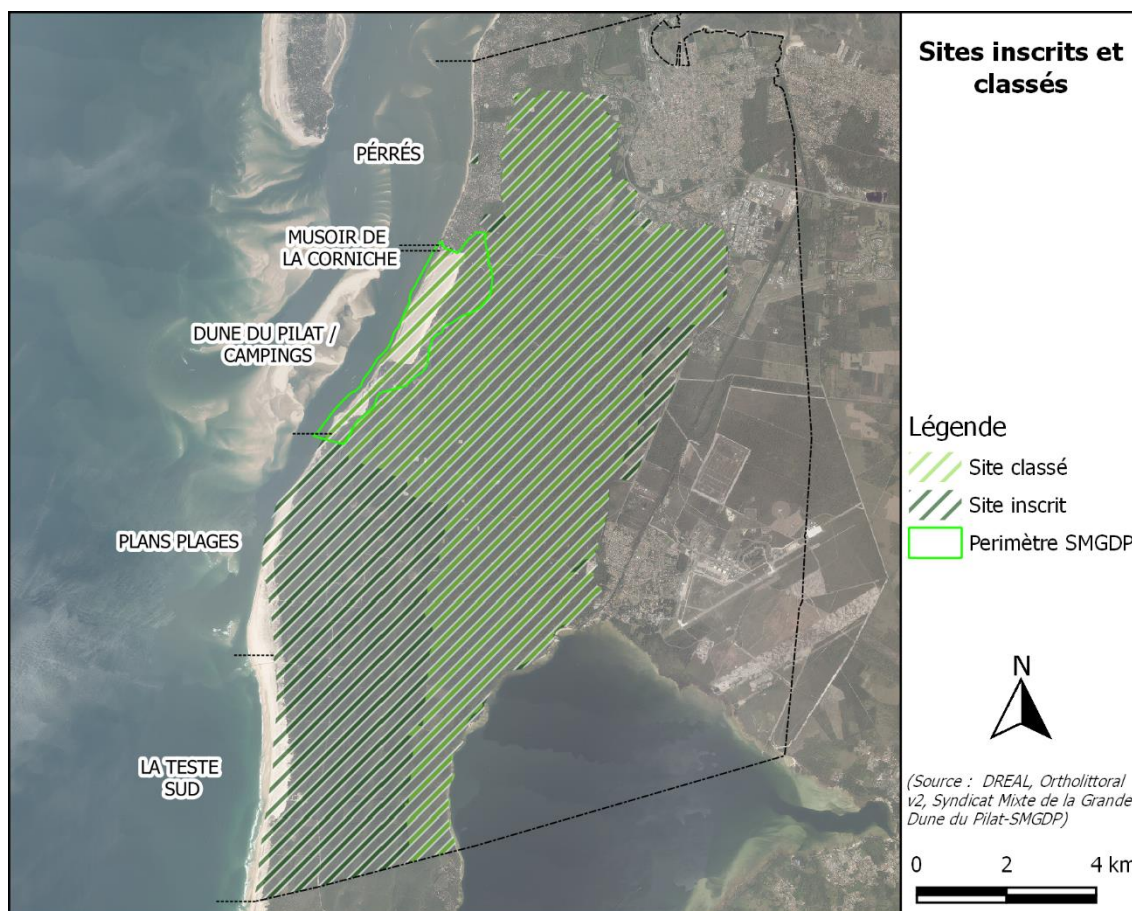 Sites inscrits et
classés
PÉRRÉS
MUSOIR DE
LA CORNICHE
DUNE DU PILAT /
CAMPINGS
PLANS PLAGES
LA TESTE
SUD
Légende
Site classé
Site inscrit
Perimètre SMGDP
N
(Source : DREAL, Ortholittoral
v2, Syndicat Mixte de la Grande
Dune du Pilat-SMGDP)
0 2 4 km